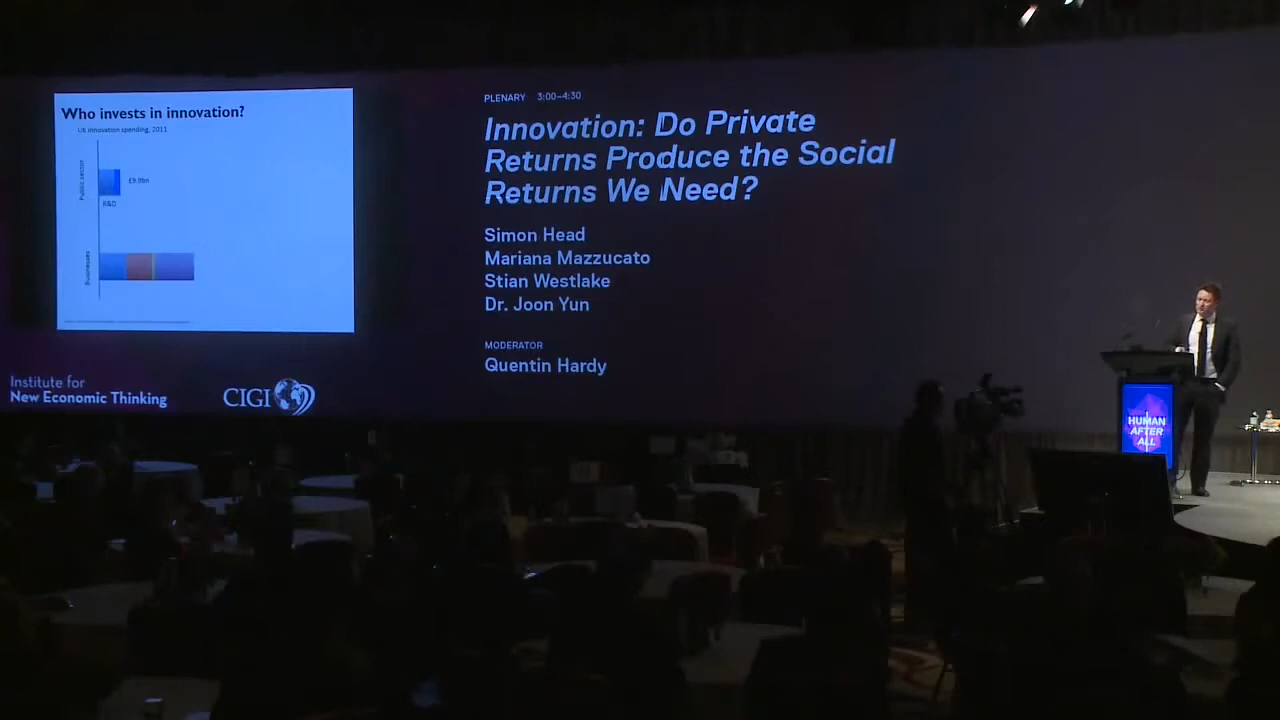 Who invests in innovation?
UK innovation spending, 2011
Public sector
£9.9bn
R&D
Businesses
PLENARY 3:00–4:30
Innovation: Do Private
Returns Produce the Social
Returns We Need?
Simon Head
Mariana Mazzucato
Stian Westlake
Dr. Joon Yun
MODERATOR
Quentin Hardy
Institute for
New Economic Thinking
CIGI
HUMAN
AFTER
ALL